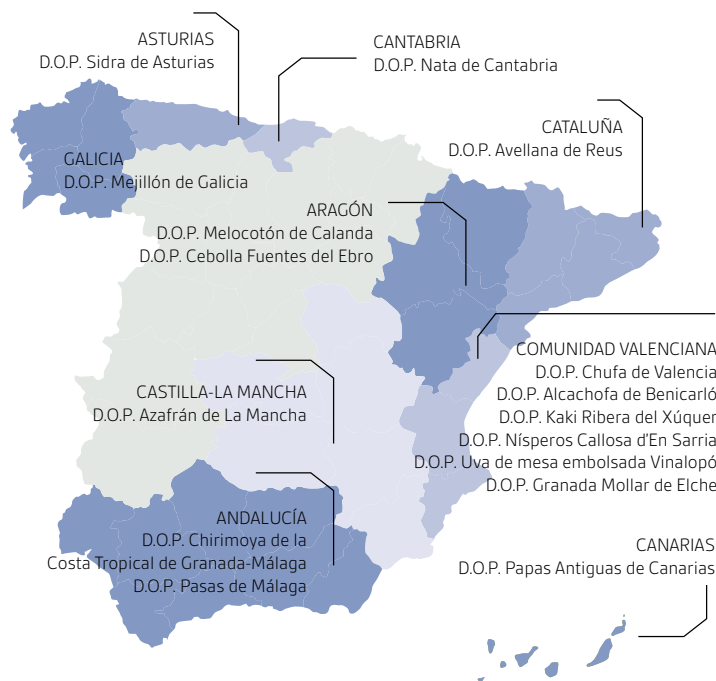 ASTURIAS
D.O.P. Sidra de Asturias
CANTABRIA
D.O.P. Nata de Cantabria
CATALUÑA
D.O.P. Avellana de Reus
GALICIA
D.O.P. Mejillón de Galicia
ARAGÓN
D.O.P. Melocotón de Calanda
D.O.P. Cebolla Fuentes del Ebro
COMUNIDAD VALENCIANA
D.O.P. Chufa de Valencia
D.O.P. Alcachofa de Benicarló
D.O.P. Kaki Ribera del Xúquer
D.O.P. Nísperos Callosa d'En Sarria
D.O.P. Uva de mesa embolsada Vinalopó
D.O.P. Granada Mollar de Elche
CASTILLA-LA MANCHA
D.O.P. Azafrán de La Mancha
ANDALUCÍA
D.O.P. Chirimoya de la
Costa Tropical de Granada-Málaga
D.O.P. Pasas de Málaga
CANARIAS
D.O.P. Papas Antiguas de Canarias